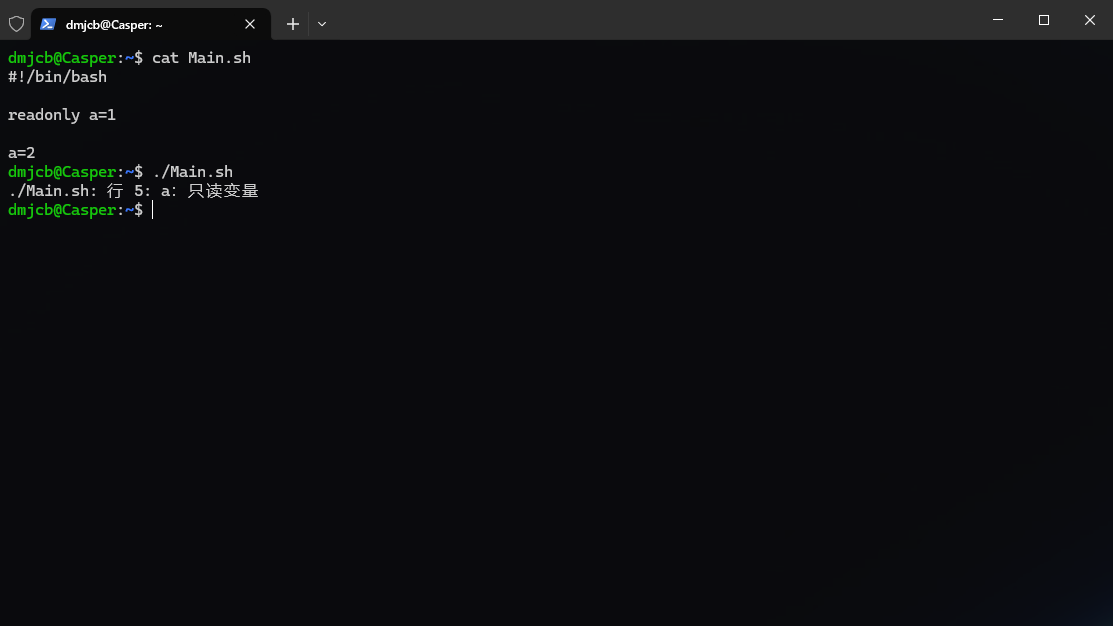 dmjcb@Casper: ~
dmjcb@Casper:~$ cat Main.sh
#!/bin/bash
readonly a=1
a=2
dmjcb@Casper:~$ ./Main.sh
./Main.sh: 行 5: a: 只读变量
dmjcb@Casper:~$